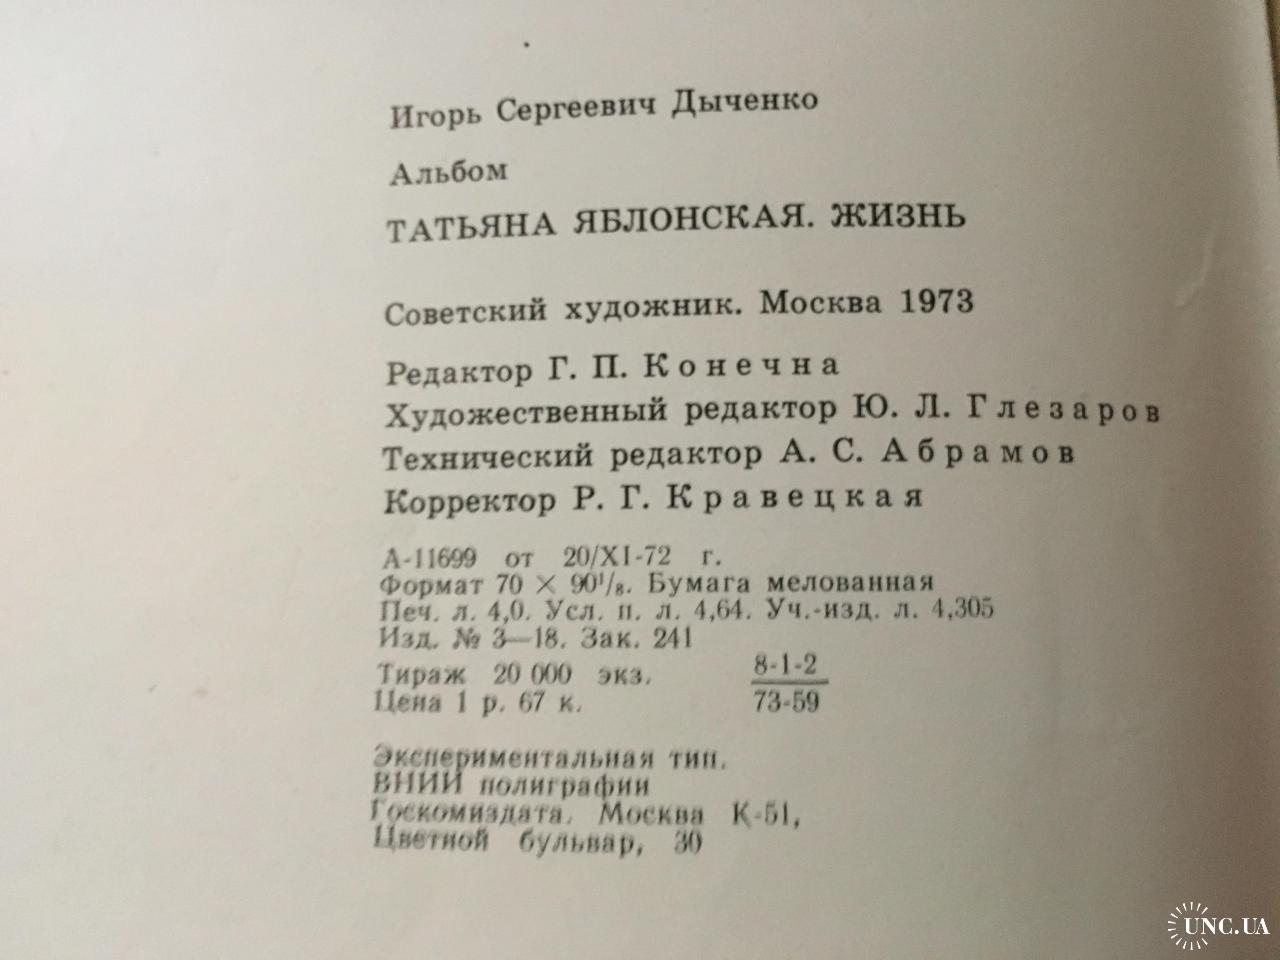 Игорь Сергеевич Дыченко
Альбом
ТАТЬЯНА ЯБЛОНСКАЯ. ЖИЗНЬ
Советский художник. Москва 1973
Редактор Г. П. Конечна
Художественный редактор Ю. Л. Глезаров
Технический редактор А. С. Абрамов
Корректор Р. Г. Кравецкая
А-11699 от 20/XI-72 г.
Формат 70 × 90¹/₈. Бумага мелованная
Печ. л. 4,0. Усл. п. л. 4,64. Уч.-изд. л. 4,305
Изд. № 3—18. Зак. 241
Тираж 20 000 экз.
Цена 1 р. 67 к.
8-1-2
73-59
Экспериментальная тип.
ВНИИ полиграфии
Госкомиздата. Москва К-51,
Цветной бульвар, 30
UNC.UA